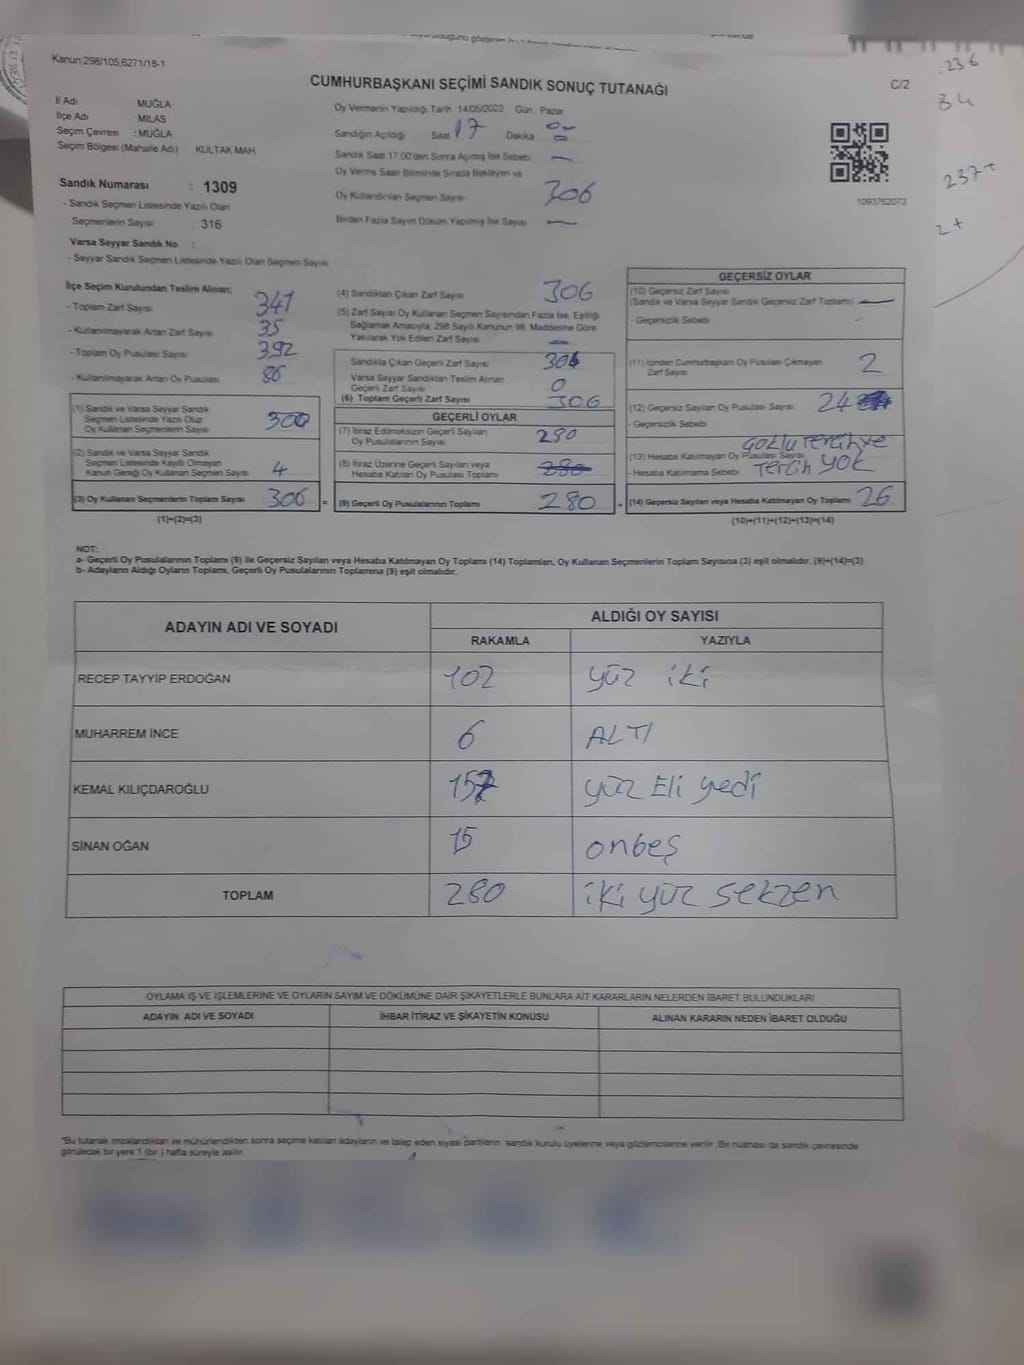 Kanun:298/105,6271/18-1
CUMHURBAŞKANI SEÇİMİ SANDIK SONUÇ TUTANAĞI
C/2
İl Adı MUĞLA
İlçe Adı : MİLAS
Seçim Çevresi : MUĞLA
Seçim Bölgesi (Mahalle Adı) KULTAK MAH.
Sandık Numarası : 1309
- Sandık Seçmen Listesinde Yazılı Olan
Seçmenlerin Sayısı : 316
Varsa Seyyar Sandık No :
- Seyyar Sandık Seçmen Listesinde Yazılı Olan Seçmen Sayısı
Oy Vermenin Yapıldığı Tarih 14/05/2023 Gün : Pazar
Sandığın Açıldığı Saat 17 Dakika
Sandık Saat 17:00'den Sonra Açılmış İse Sebebi —
Oy Verme Saati Bitiminde Sırada Bekleyen ve
Oy Kullandırılan Seçmen Sayısı 306
Birden Fazla Sayım Döküm Yapılmış İse Sayısı —
1093762073
236
34
237+
2+
İlçe Seçim Kurulundan Teslim Alınan;
- Toplam Zarf Sayısı 341
- Kullanılmayarak Artan Zarf Sayısı 35
- Toplam Oy Pusulası Sayısı 392
- Kullanılmayarak Artan Oy Pusulası 86
(1) Sandık ve Varsa Seyyar Sandık
Seçmen Listesinde Yazılı Olup
Oy Kullanan Seçmenlerin Sayısı
(2) Sandık ve Varsa Seyyar Sandık
Seçmen Listesinde Kayıtlı Olmayan
Kanun Gereği Oy Kullanan Seçmen Sayısı 4
(3) Oy Kullanan Seçmenlerin Toplam Sayısı 306 =
(1)+(2)=(3)
(4) Sandıktan Çıkan Zarf Sayısı 306
(5) Zarf Sayısı Oy Kullanan Seçmen Sayısından Fazla İse, Eşitliği
Sağlamak Amacıyla, 298 Sayılı Kanunun 98. Maddesine Göre
Yakılarak Yok Edilen Zarf Sayısı —
Sandıkta Çıkan Geçerli Zarf Sayısı 306
Varsa Seyyar Sandıktan Teslim Alınan
Geçerli Zarf Sayısı 0
(6) Toplam Geçerli Zarf Sayısı 306
GEÇERLİ OYLAR
(7) İtiraz Edilmeksizin Geçerli Sayılan
Oy Pusulalarının Sayısı 280
(8) İtiraz Üzerine Geçerli Sayılan veya
Hesaba Katılan Oy Pusulası Toplamı 280
(9) Geçerli Oy Pusulalarının Toplamı 280 +
GEÇERSİZ OYLAR
(10) Geçersiz Zarf Sayısı
(Sandık ve Varsa Seyyar Sandık Geçersiz Zarf Toplamı) —
- Geçersizlik Sebebi
(11) İçinden Cumhurbaşkanı Oy Pusulası Çıkmayan
Zarf Sayısı 2
(12) Geçersiz Sayılan Oy Pusulası Sayısı 24
- Geçersizlik Sebebi
Çoklu Tercih ve
(13) Hesaba Katılmayan Oy Pusulası Sayısı
- Hesaba Katılmama Sebebi Tercih YOK
(14) Geçersiz Sayılan veya Hesaba Katılmayan Oy Toplamı 26
(10)+(11)+(12)+(13)=(14)
NOT:
a- Geçerli Oy Pusulalarının Toplamı (9) ile Geçersiz Sayılan veya Hesaba Katılmayan Oy Toplamı (14) Toplamları, Oy Kullanan Seçmenlerin Toplam Sayısına (3) eşit olmalıdır. (9)+(14)=(3)
b- Adayların Aldığı Oyların Toplamı, Geçerli Oy Pusulalarının Toplamına (9) eşit olmalıdır.
ADAYIN ADI VE SOYADI
ALDIĞI OY SAYISI
RAKAMLA YAZIYLA
RECEP TAYYİP ERDOĞAN 102 yüz iki
MUHARREM İNCE 6 ALTI
KEMAL KILIÇDAROĞLU 157 yüz Eli yedi
SİNAN OĞAN 15 onbeş
TOPLAM 280 iki yüz sekzen
OYLAMA İŞ VE İŞLEMLERİNE VE OYLARIN SAYIM VE DÖKÜMÜNE DAİR ŞİKAYETLERLE BUNLARA AİT KARARLARIN NELERDEN İBARET BULUNDUKLARI
ADAYIN ADI VE SOYADI İHBAR İTİRAZ VE ŞİKAYETİN KONUSU ALINAN KARARIN NEDEN İBARET OLDUĞU
*Bu tutanak imzalandıktan ve mühürlendikten sonra seçime katılan adayların ve talep eden siyasi partilerin sandık kurulu üyelerine veya gözlemcilerine verilir. Bir nüshası da sandık çevresinde
görülecek bir yere 1 (bir) hafta süreyle asılır.